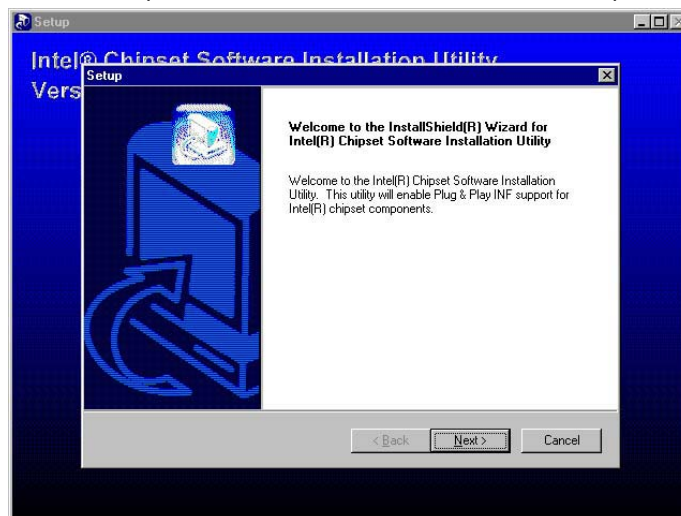 Setup
Intel® Chipset Software Installation Utility
Vers
Setup
Welcome to the InstallShield(R) Wizard for
Intel(R) Chipset Software Installation Utility
Welcome to the Intel(R) Chipset Software Installation
Utility. This utility will enable Plug & Play INF support for
Intel(R) chipset components.
< Back Next > Cancel